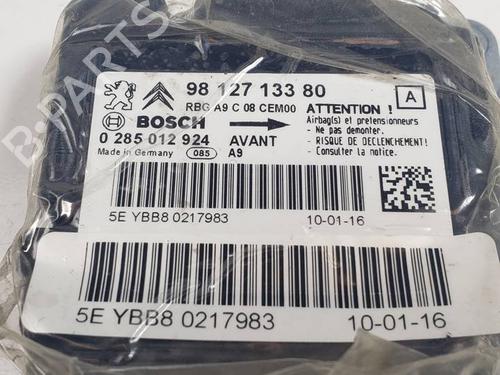 98 127 133 80
A
RBG A9 C 08 CEM00
ATTENTION !
BOSCH
Airbag(s) et pretensionneurs
- Ne pas demonter.
0 285 012 924
AVANT
- RISQUE DE DECLENCHEMENT!
Made in Germany
085
A9
- Consulter la notice.
5E YBB8 0217983
10-01-16
5E YBB8 0217983
10-01-16
B-PARTS